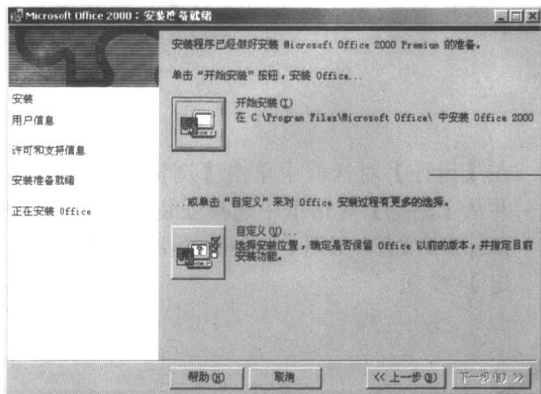 Microsoft Office 2000：安装准备就绪
安装程序已经做好安装 Microsoft Office 2000 Premium 的准备。
单击“开始安装”按钮，安装 Office...
安装
用户信息
许可和支持信息
安装准备就绪
正在安装 Office
开始安装(I)
在 C:\Program Files\Microsoft Office\ 中安装 Office 2000
...或单击“自定义”来对 Office 安装过程有更多的选择。
自定义(U)...
选择安装位置，确定是否保留 Office 以前的版本，并指定目前
安装功能。
帮助(H)
取消
<< 上一步(B)
下一步(N) >>